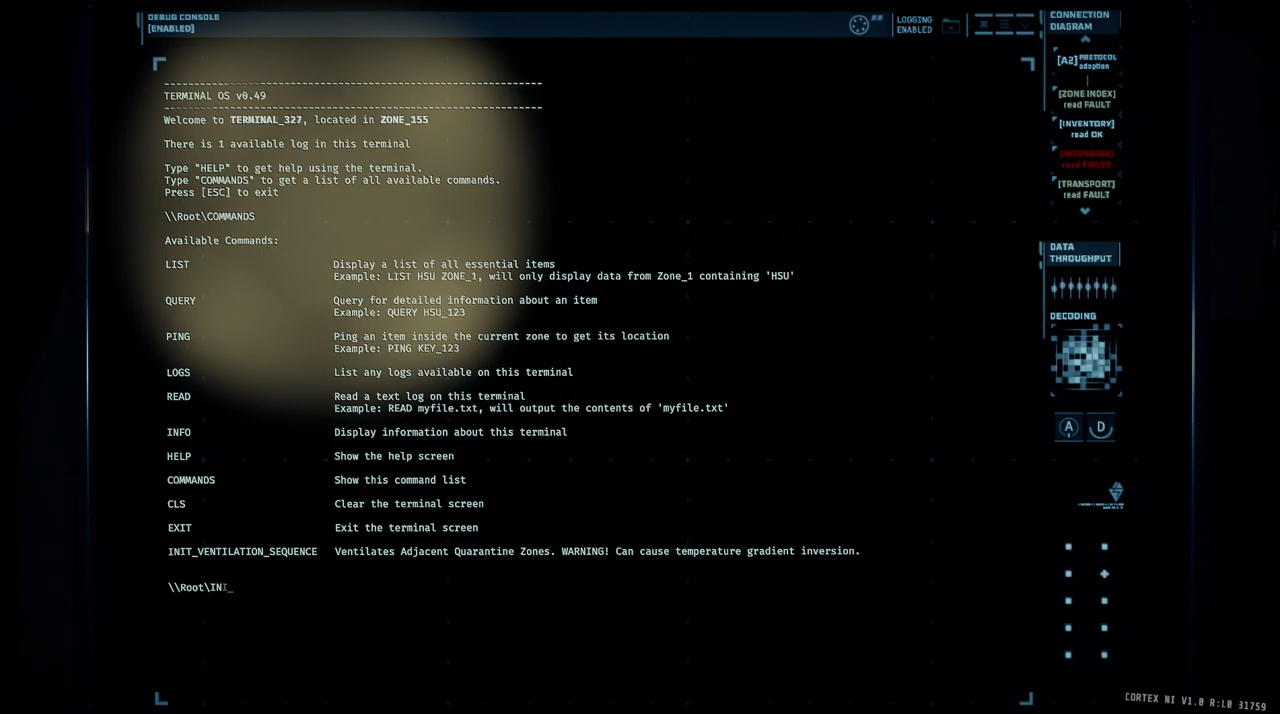 DEBUG CONSOLE
[ENABLED]
LOGGING
ENABLED
-----------------------------------------------------------------
TERMINAL OS v0.49
-----------------------------------------------------------------
Welcome to TERMINAL_327, located in ZONE_155
There is 1 available log in this terminal
Type "HELP" to get help using the terminal.
Type "COMMANDS" to get a list of all available commands.
Press [ESC] to exit
\\Root\COMMANDS
Available Commands:
LIST Display a list of all essential items
Example: LIST HSU ZONE_1, will only display data from Zone_1 containing 'HSU'
QUERY Query for detailed information about an item
Example: QUERY HSU_123
PING Ping an item inside the current zone to get its location
Example: PING KEY_123
LOGS List any logs available on this terminal
READ Read a text log on this terminal
Example: READ myfile.txt, will output the contents of 'myfile.txt'
INFO Display information about this terminal
HELP Show the help screen
COMMANDS Show this command list
CLS Clear the terminal screen
EXIT Exit the terminal screen
INIT_VENTILATION_SEQUENCE Ventilates Adjacent Quarantine Zones. WARNING! Can cause temperature gradient inversion.
\\Root\INI_
CONNECTION
DIAGRAM
[A2] PROTOCOL
adoption
[ZONE INDEX]
read FAULT
[INVENTORY]
read OK
[INTERBASE]
read FAILED
[TRANSPORT]
read FAULT
DATA
THROUGHPUT
DECODING
A D
CORTEX NI V1.0 R:L0 31759